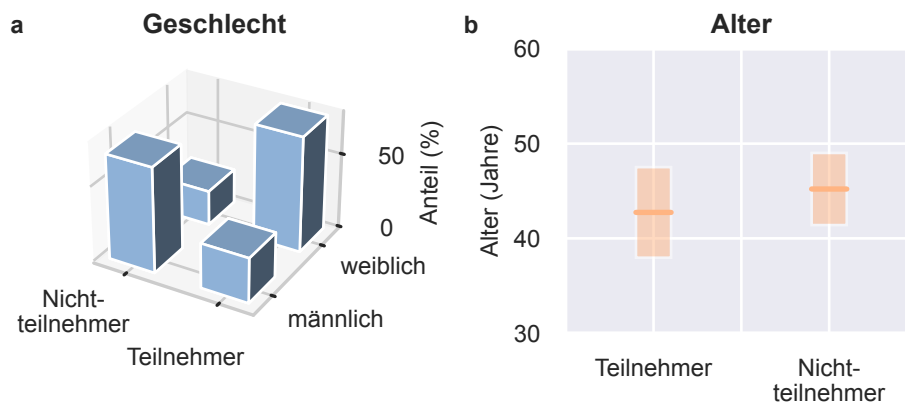 a
Geschlecht
50
0
Anteil (%)
weiblich
männlich
Nicht-
teilnehmer
Teilnehmer
b
Alter
60
50
40
30
Alter (Jahre)
Teilnehmer
Nicht-
teilnehmer